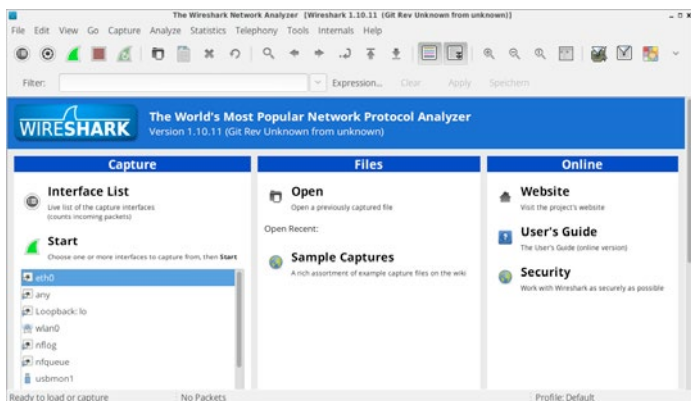 The Wireshark Network Analyzer [Wireshark 1.10.11 (Git Rev Unknown from unknown)]
File Edit View Go Capture Analyze Statistics Telephony Tools Internals Help
Filter: Expression... Clear Apply Speichern
WIRESHARK
The World's Most Popular Network Protocol Analyzer
Version 1.10.11 (Git Rev Unknown from unknown)
Capture
Interface List
Live list of the capture interfaces
(counts incoming packets)
Start
Choose one or more interfaces to capture from, then Start
eth0
any
Loopback: lo
wlan0
nflog
nfqueue
usbmon1
Files
Open
Open a previously captured file
Open Recent:
Sample Captures
A rich assortment of example capture files on the wiki
Online
Website
Visit the project's website
User's Guide
The User's Guide (online version)
Security
Work with Wireshark as securely as possible
Ready to load or capture No Packets Profile: Default